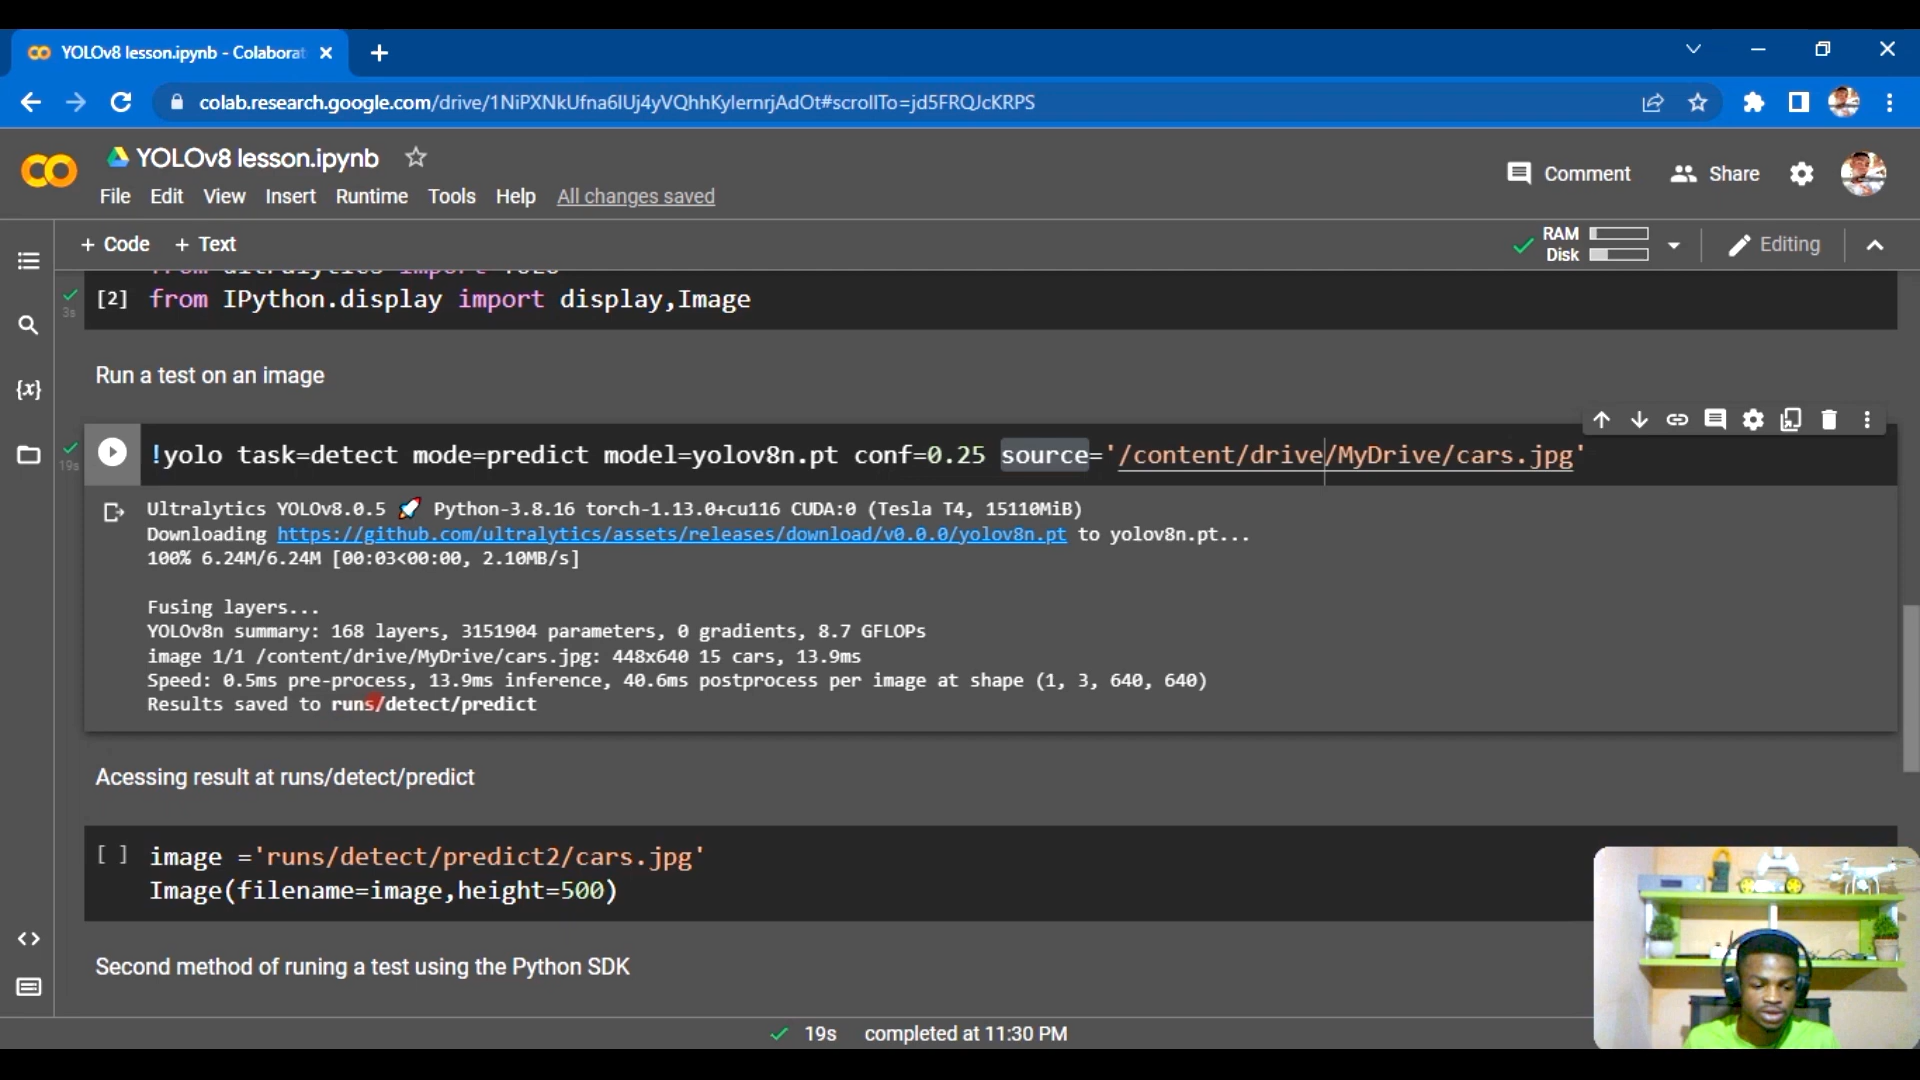 YOLOv8 lesson.ipynb - Colaborat
colab.research.google.com/drive/1NiPXNkUfna6lUj4yVQhhKylernrjAdOt#scrollTo=jd5FRQJcKRPS
YOLOv8 lesson.ipynb
Comment
Share
File Edit View Insert Runtime Tools Help All changes saved
+ Code + Text
RAM
Disk
Editing
from ultralytics import YOLO
[2] from IPython.display import display,Image
3s
Run a test on an image
!yolo task=detect mode=predict model=yolov8n.pt conf=0.25 source='/content/drive/MyDrive/cars.jpg'
19s
Ultralytics YOLOv8.0.5 🚀 Python-3.8.16 torch-1.13.0+cu116 CUDA:0 (Tesla T4, 15110MiB)
Downloading https://github.com/ultralytics/assets/releases/download/v0.0.0/yolov8n.pt to yolov8n.pt...
100% 6.24M/6.24M [00:03<00:00, 2.10MB/s]
Fusing layers...
YOLOv8n summary: 168 layers, 3151904 parameters, 0 gradients, 8.7 GFLOPs
image 1/1 /content/drive/MyDrive/cars.jpg: 448x640 15 cars, 13.9ms
Speed: 0.5ms pre-process, 13.9ms inference, 40.6ms postprocess per image at shape (1, 3, 640, 640)
Results saved to runs/detect/predict
Acessing result at runs/detect/predict
[ ] image ='runs/detect/predict2/cars.jpg'
Image(filename=image,height=500)
Second method of runing a test using the Python SDK
19s completed at 11:30 PM